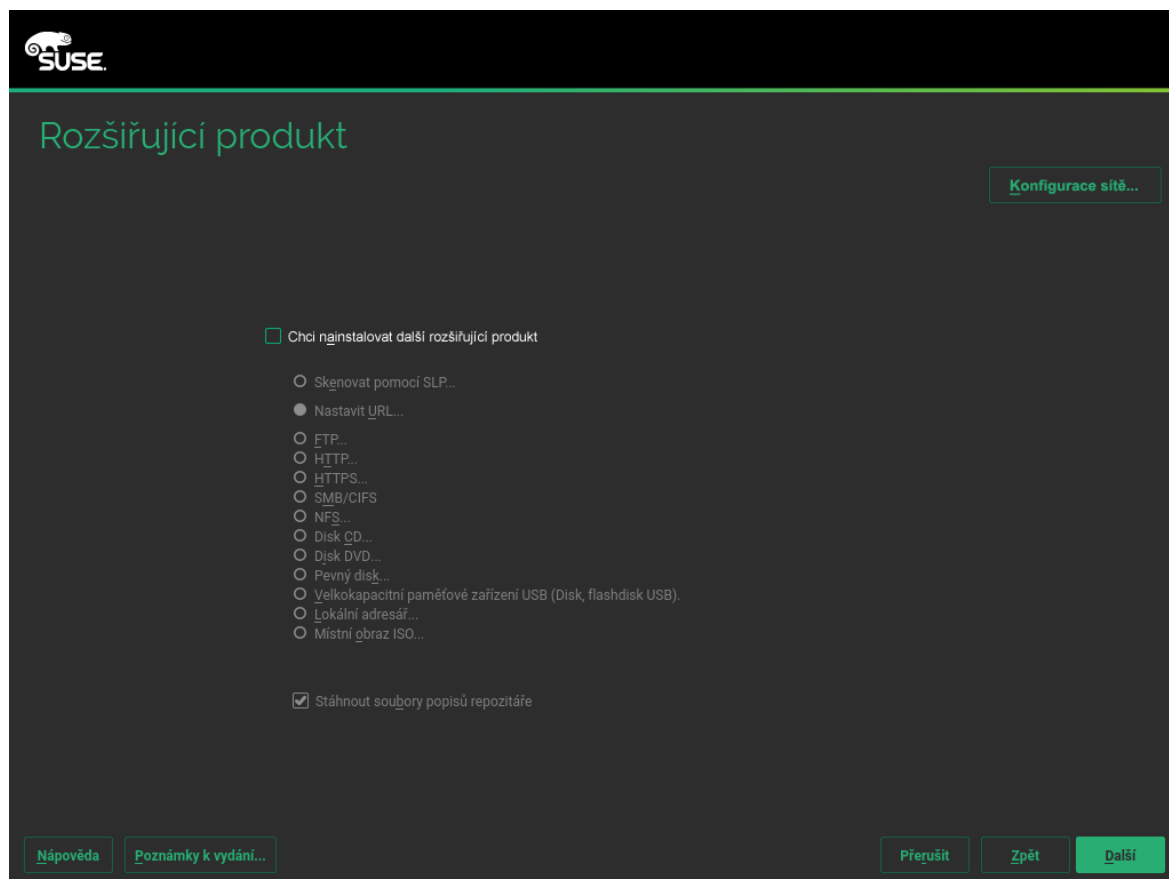 SUSE.
Rozšiřující produkt
Konfigurace sítě...
Chci nainstalovat další rozšiřující produkt
Skenovat pomocí SLP...
Nastavit URL...
FTP...
HTTP...
HTTPS...
SMB/CIFS
NFS...
Disk CD...
Disk DVD...
Pevný disk...
Velkokapacitní paměťové zařízení USB (Disk, flashdisk USB).
Lokální adresář...
Místní obraz ISO...
Stáhnout soubory popisů repozitáře
Nápověda Poznámky k vydání... Přerušit Zpět Další